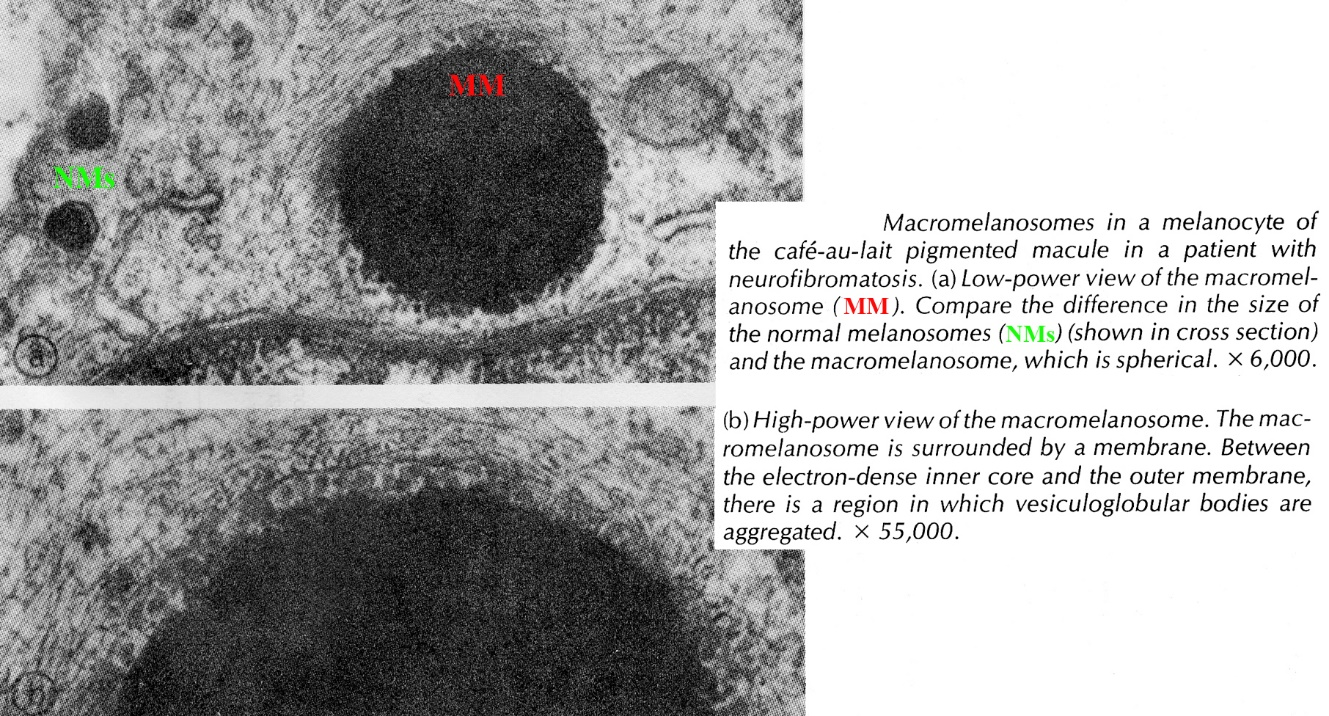 MM
NMs
a
Macromelanosomes in a melanocyte of
the café-au-lait pigmented macule in a patient with
neurofibromatosis. (a) Low-power view of the macromel-
anosome (MM). Compare the difference in the size of
the normal melanosomes (NMs) (shown in cross section)
and the macromelanosome, which is spherical. × 6,000.
(b) High-power view of the macromelanosome. The mac-
romelanosome is surrounded by a membrane. Between
the electron-dense inner core and the outer membrane,
there is a region in which vesiculoglobular bodies are
aggregated. × 55,000.
b